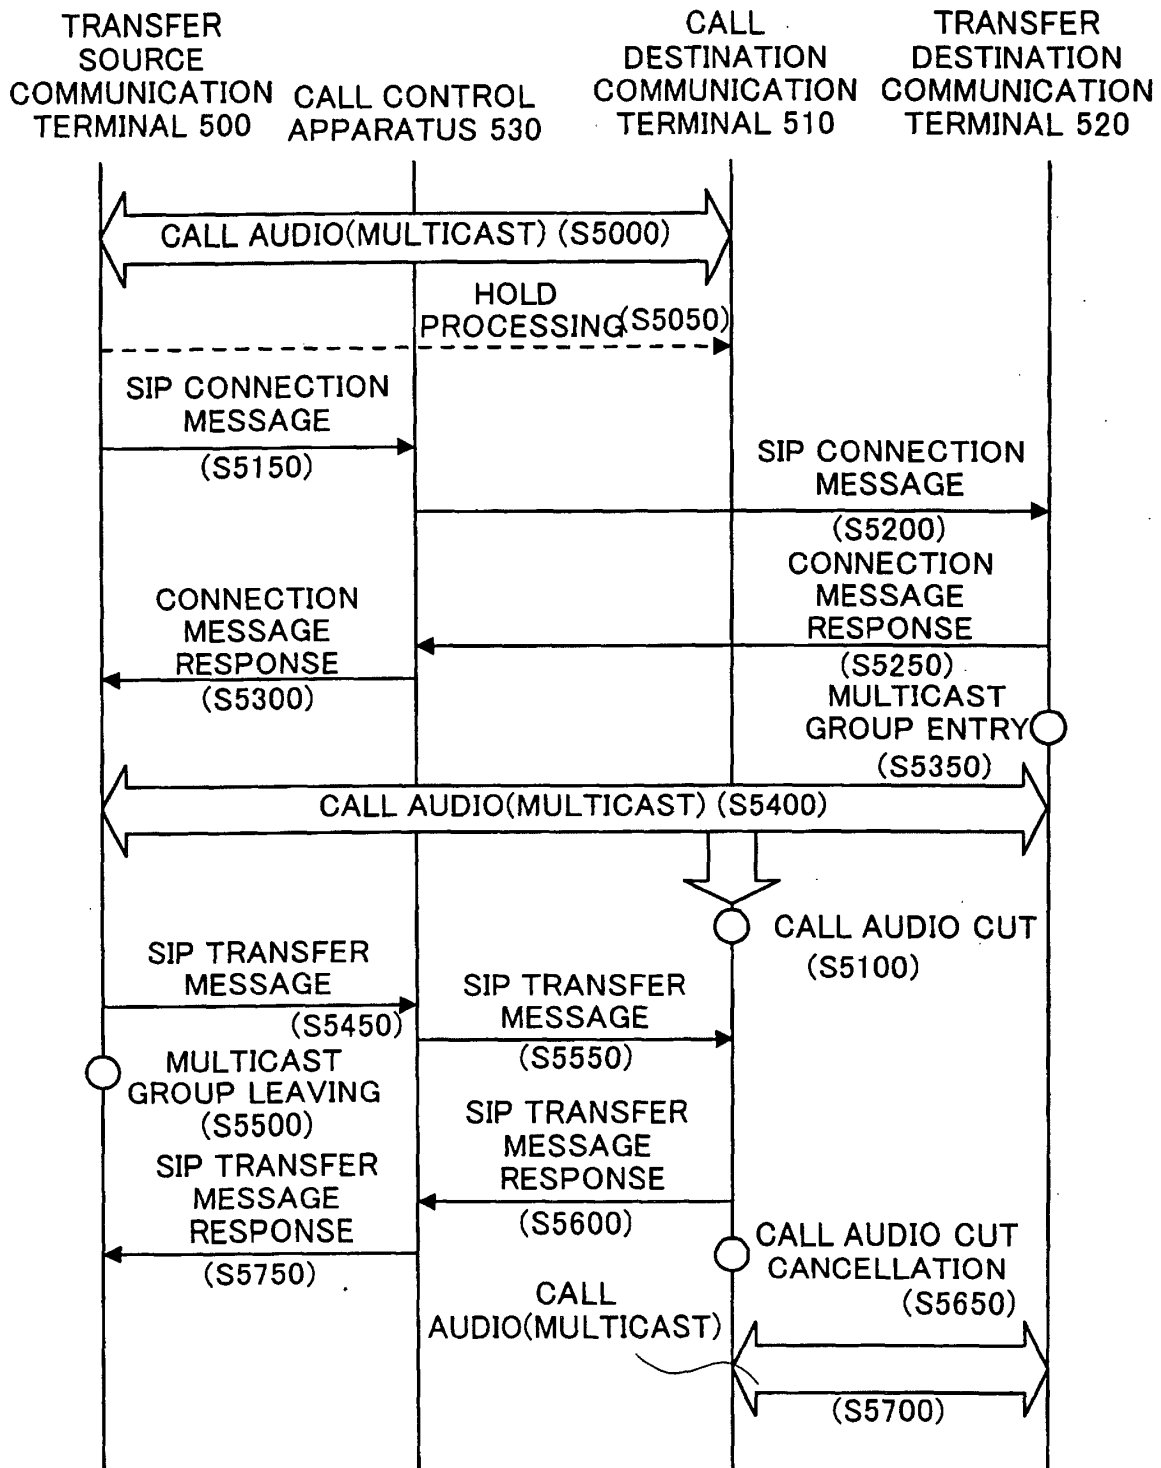 TRANSFER
SOURCE
COMMUNICATION
TERMINAL 500
CALL CONTROL
APPARATUS 530
CALL
DESTINATION
COMMUNICATION
TERMINAL 510
TRANSFER
DESTINATION
COMMUNICATION
TERMINAL 520
CALL AUDIO(MULTICAST) (S5000)
HOLD
PROCESSING(S5050)
SIP CONNECTION
MESSAGE
(S5150)
SIP CONNECTION
MESSAGE
(S5200)
CONNECTION
MESSAGE
RESPONSE
(S5250)
CONNECTION
MESSAGE
RESPONSE
(S5300)
MULTICAST
GROUP ENTRY
(S5350)
CALL AUDIO(MULTICAST) (S5400)
CALL AUDIO CUT
(S5100)
SIP TRANSFER
MESSAGE
(S5450)
SIP TRANSFER
MESSAGE
(S5550)
MULTICAST
GROUP LEAVING
(S5500)
SIP TRANSFER
MESSAGE
RESPONSE
(S5600)
SIP TRANSFER
MESSAGE
RESPONSE
(S5750)
CALL AUDIO CUT
CANCELLATION
(S5650)
CALL
AUDIO(MULTICAST)
(S5700)